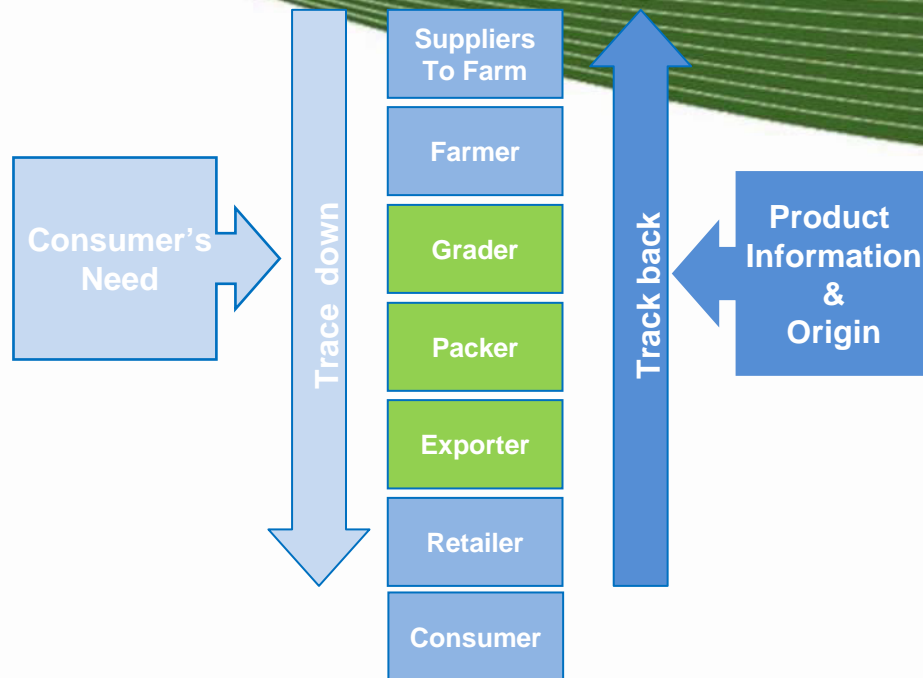 Suppliers
To Farm
Farmer
Grader
Packer
Exporter
Retailer
Consumer
Consumer’s
Need
Trace down
Track back
Product
Information
&
Origin